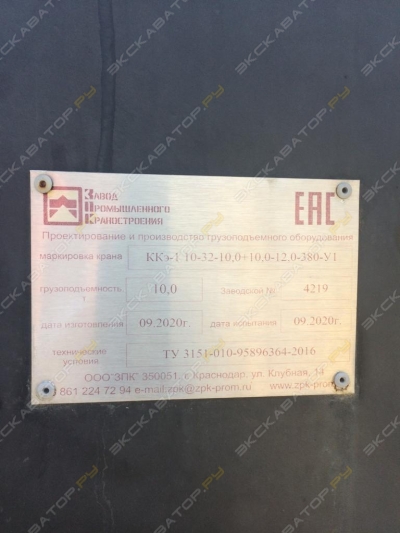 ЗАВОД
ПРОМЫШЛЕННОГО
КРАНОСТРОЕНИЯ
ЕАС
Проектирование и производство грузоподъемного оборудования
маркировка крана ККэ-1 10-32-10,0+10,0-12,0-380-У1
грузоподъемность т 10,0 Заводской № 4219
дата изготовления 09.2020г. дата испытания 09.2020г.
технические условия ТУ 3151-010-95896364-2016
ООО"ЗПК" 350051, г. Краснодар, ул. Клубная, 14
861 224 72 94 e-mail:zpk@zpk-prom.ru www.zpk-prom
ЭКСКАВАТОР.РУ